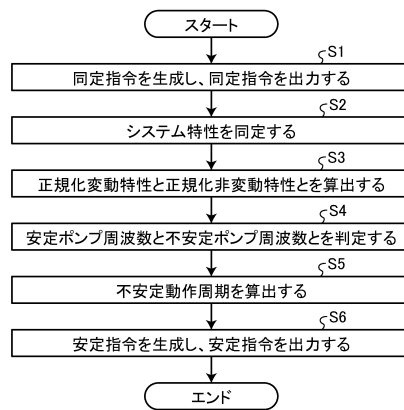 スタート
S1
同定指令を生成し、同定指令を出力する
S2
システム特性を同定する
S3
正規化変動特性と正規化非変動特性とを算出する
S4
安定ポンプ周波数と不安定ポンプ周波数とを判定する
S5
不安定動作周期を算出する
S6
安定指令を生成し、安定指令を出力する
エンド